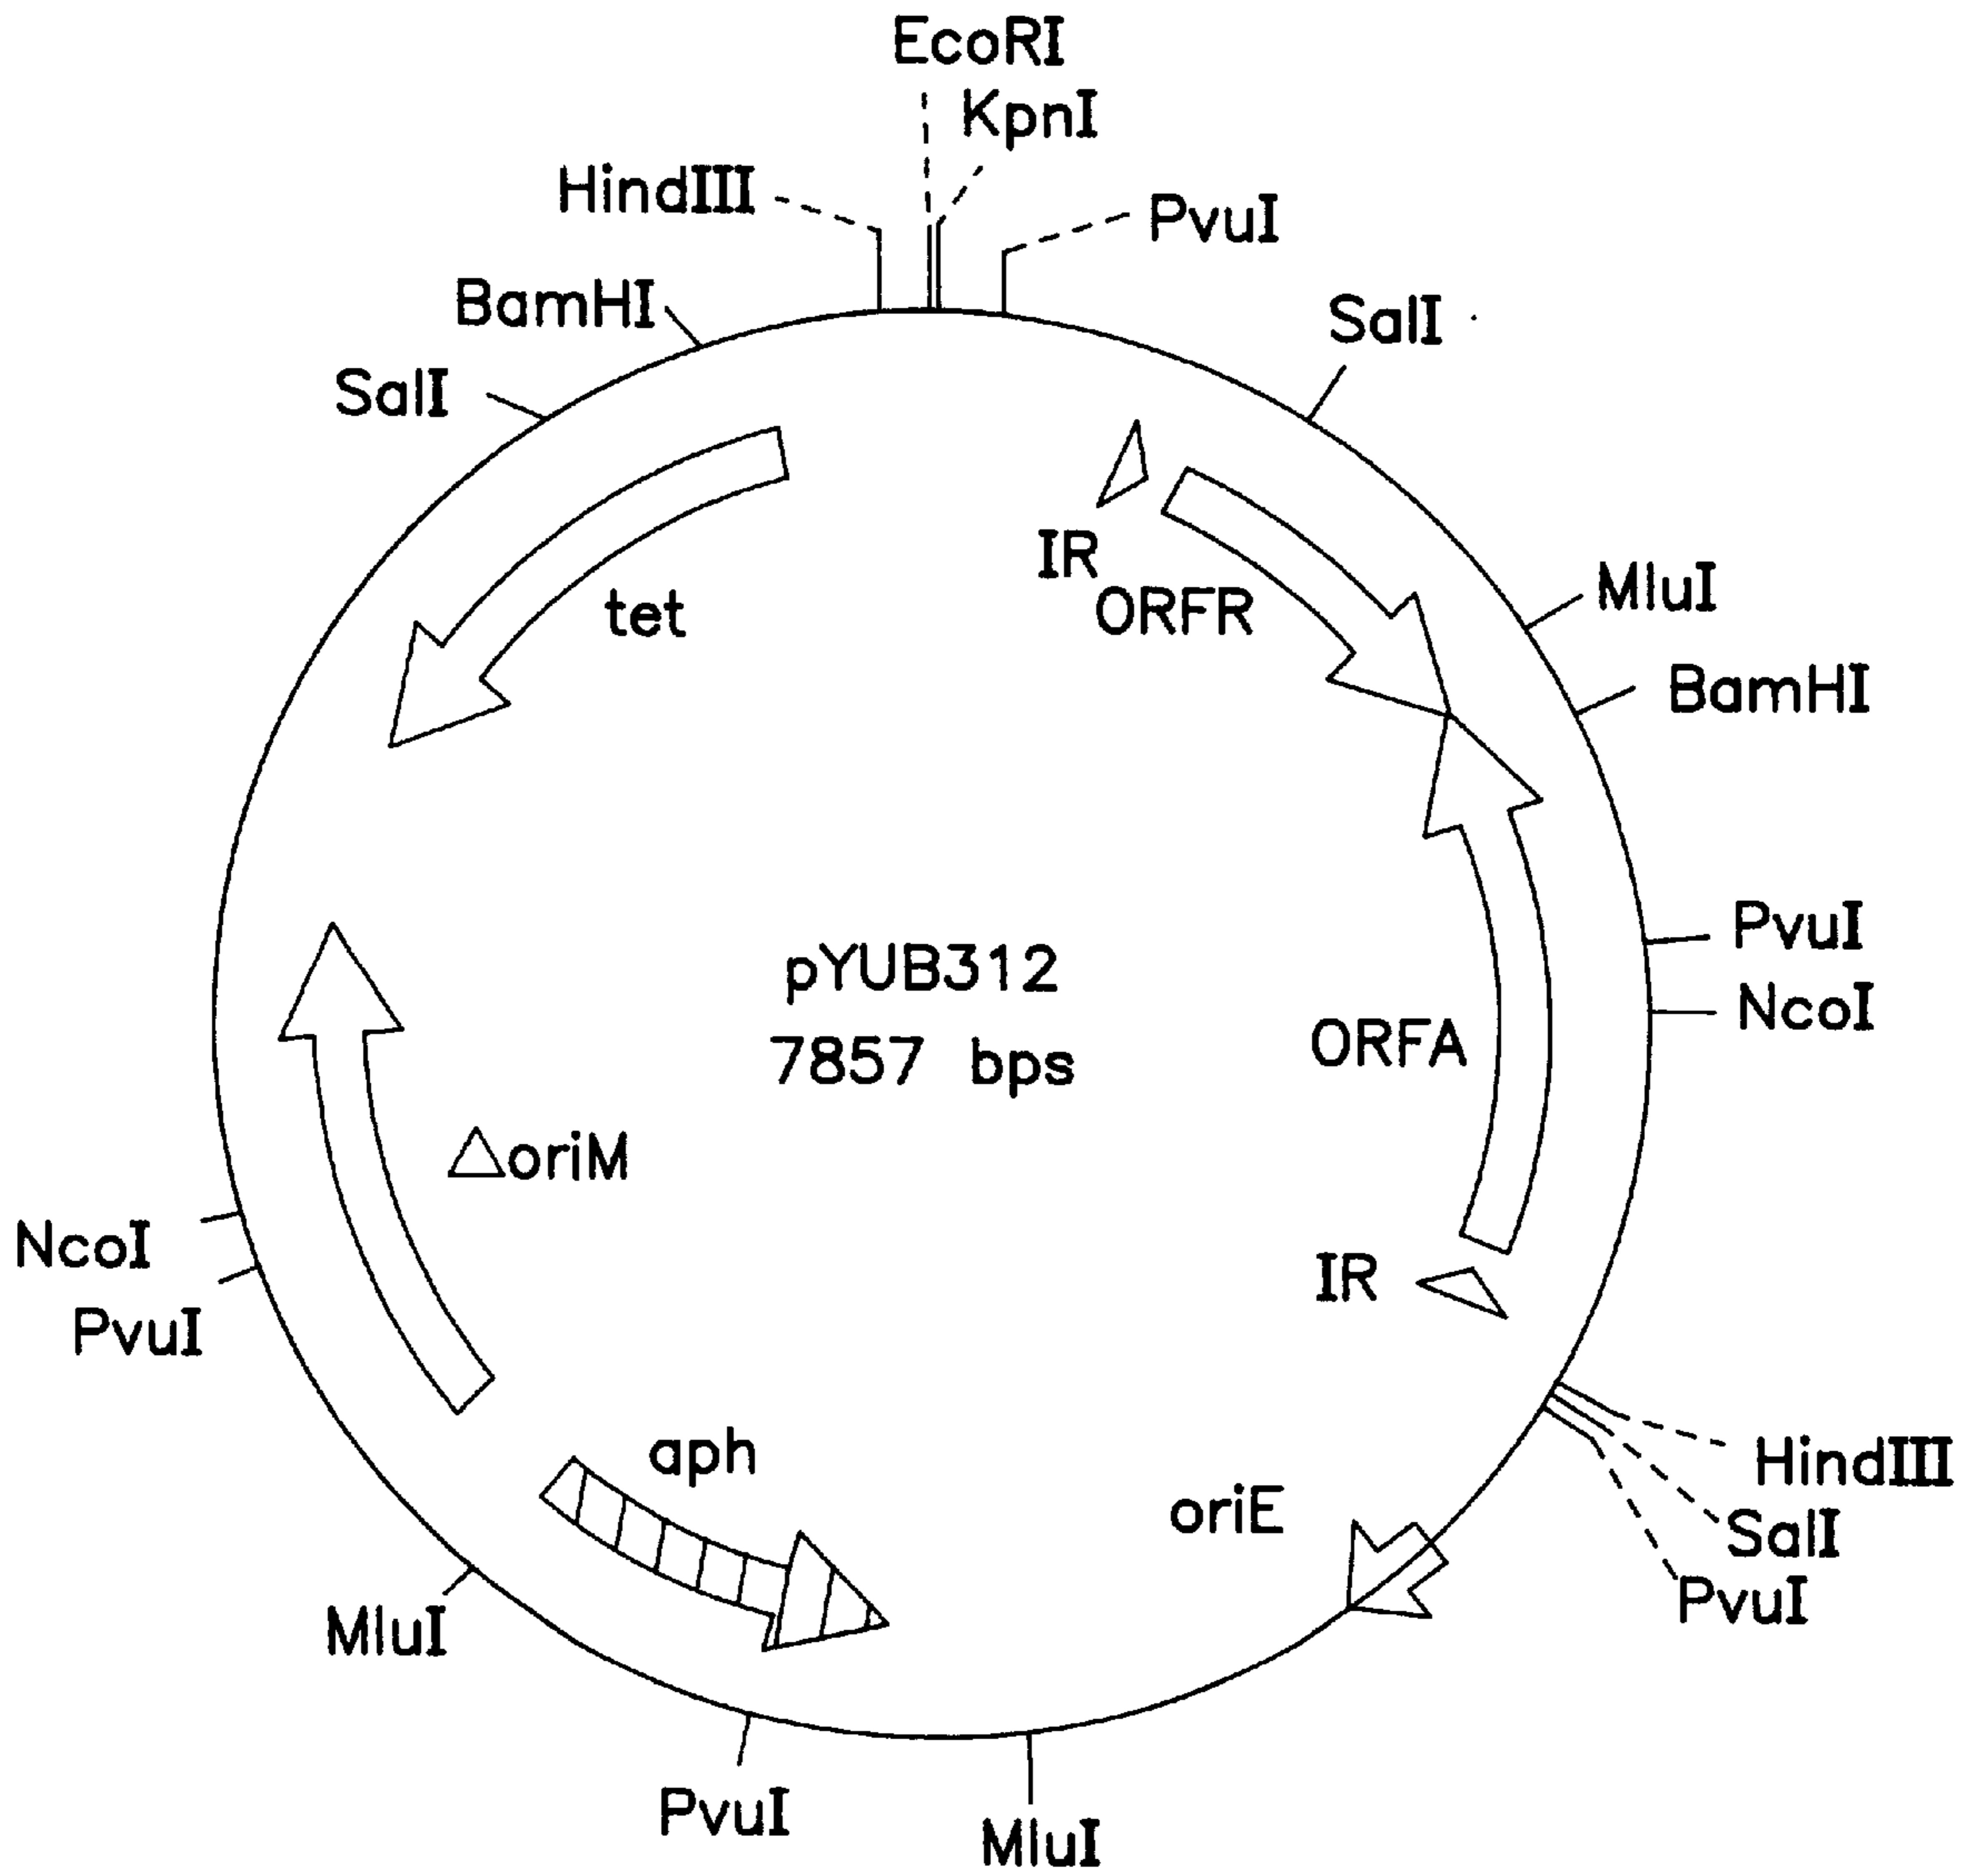 EcoRI
KpnI
HindIII
PvuI
BamHI
SalI
SalI
IR
ORFR
tet
MluI
BamHI
PvuI
NcoI
pYUB312
7857 bps
ORFA
△oriM
NcoI
PvuI
IR
aph
oriE
HindIII
SalI
PvuI
MluI
PvuI
MluI